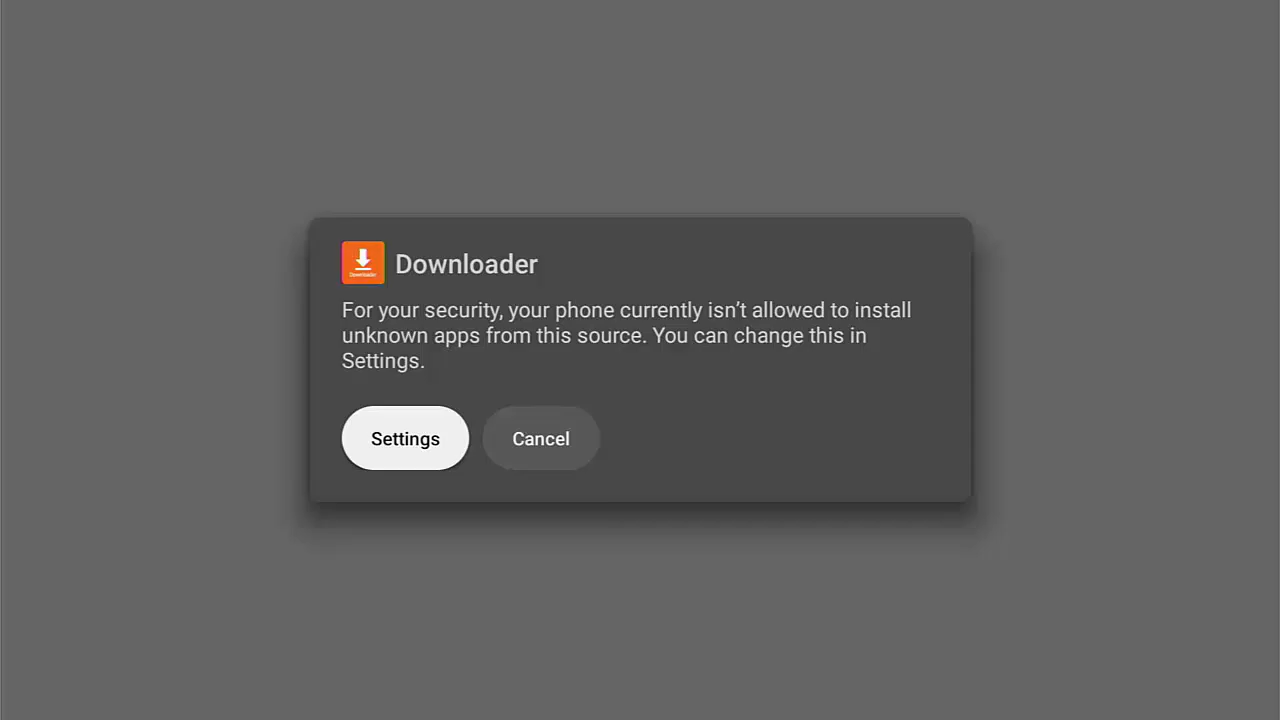 Downloader
For your security, your phone currently isn’t allowed to install
unknown apps from this source. You can change this in
Settings.
Settings
Cancel